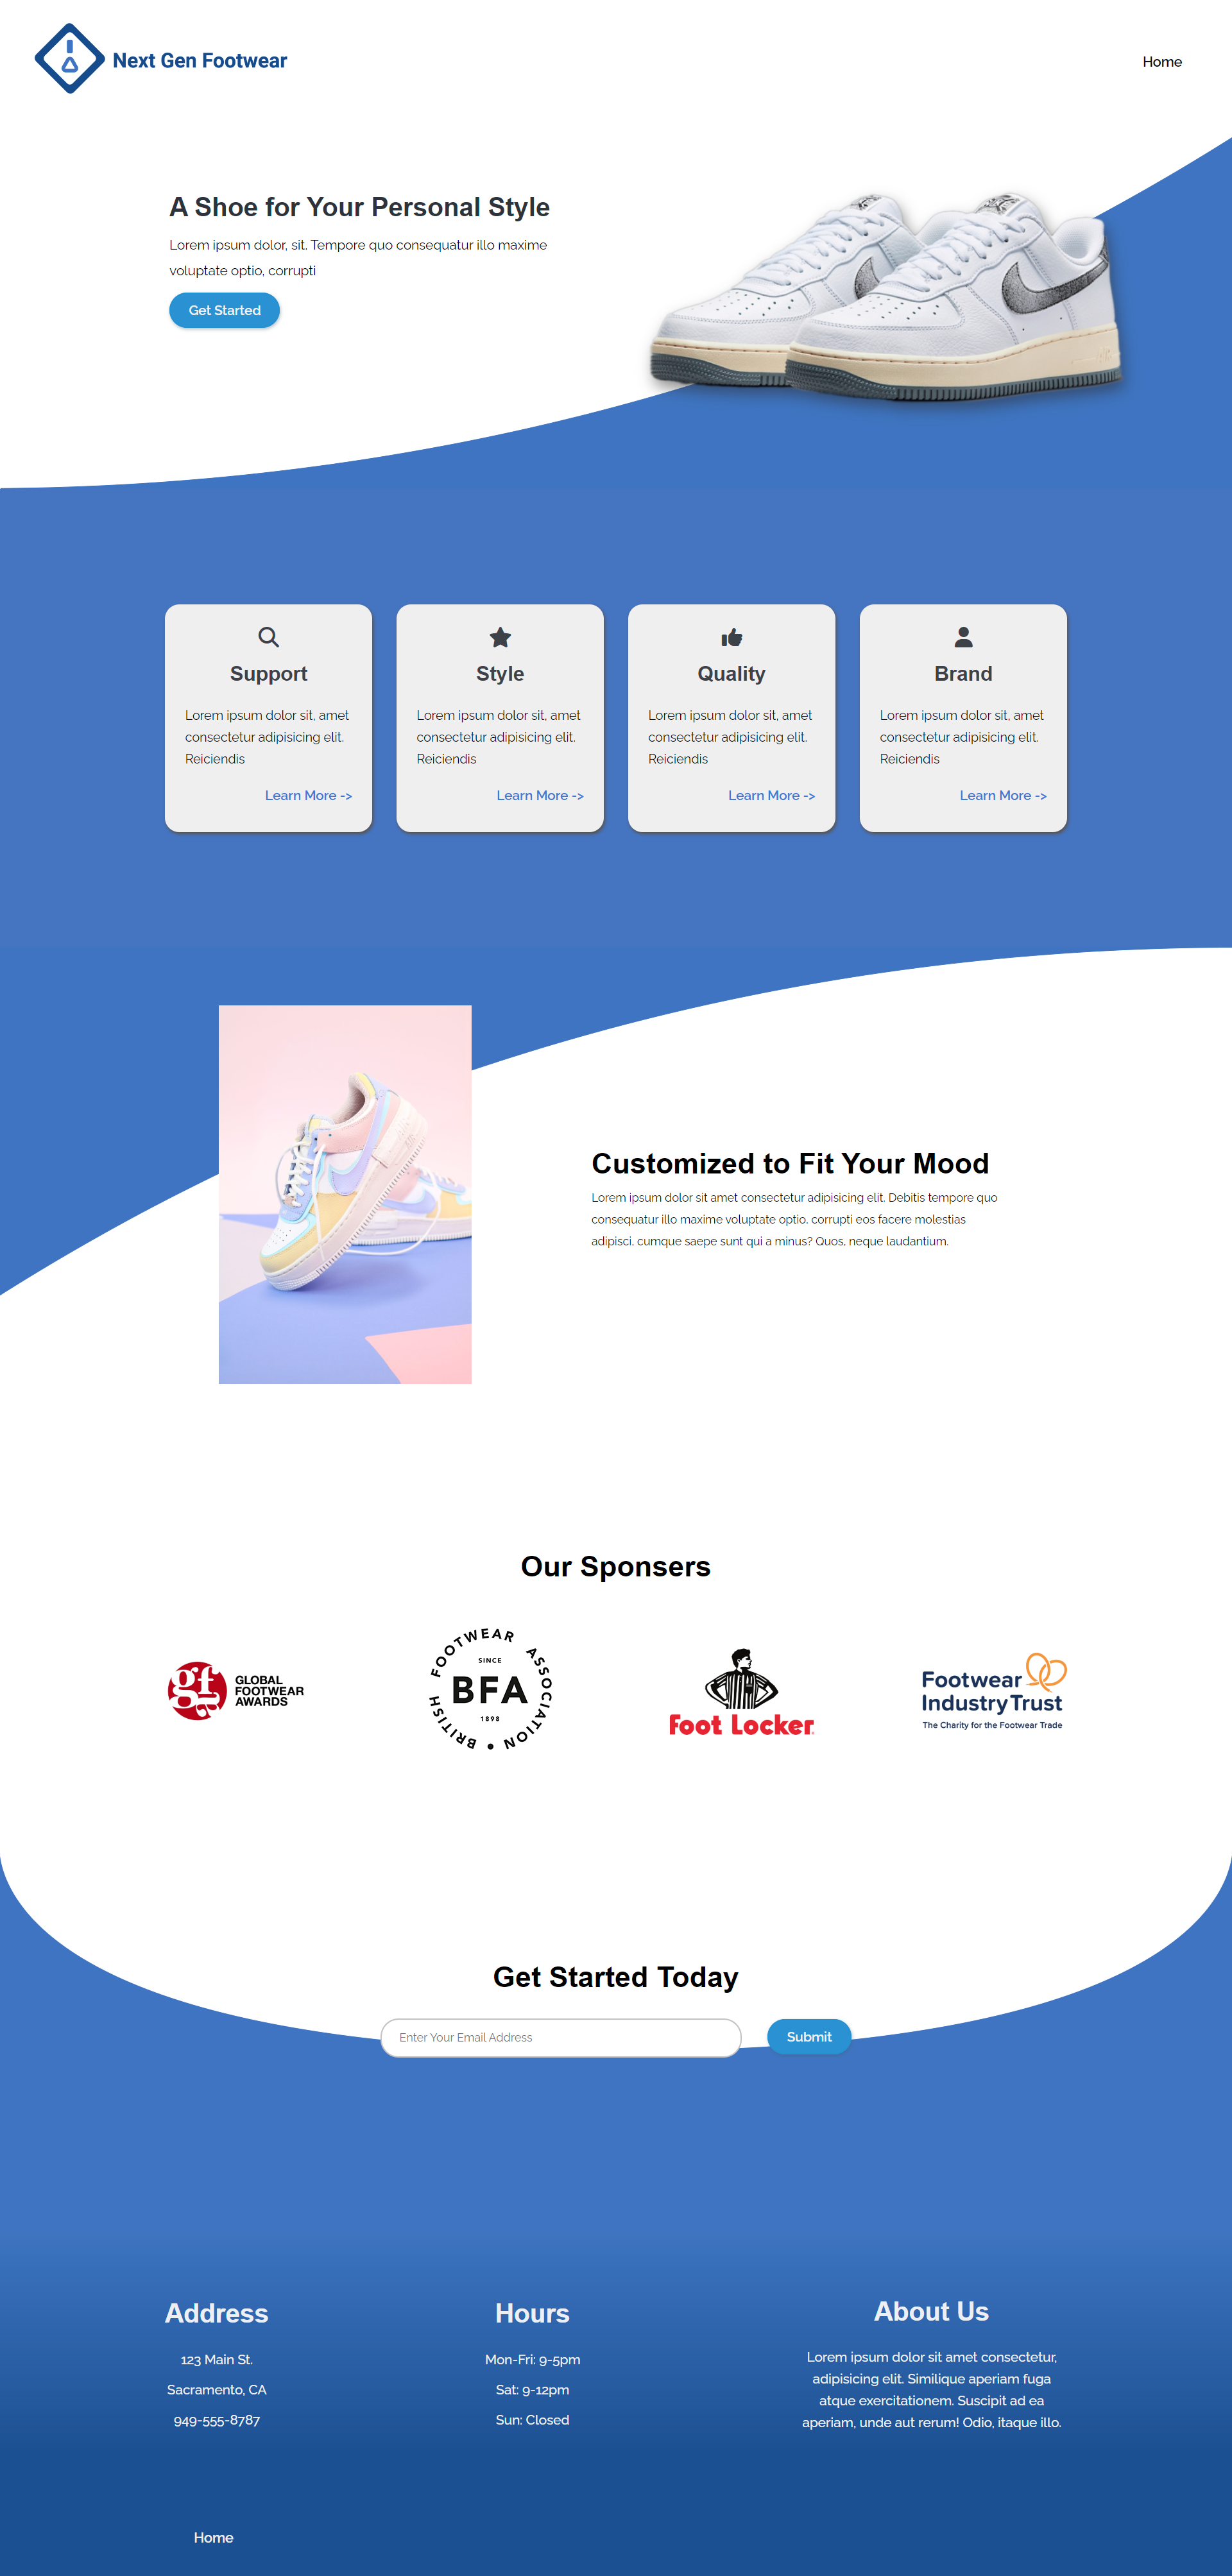 Next Gen Footwear
Home
A Shoe for Your Personal Style
Lorem ipsum dolor, sit. Tempore quo consequatur illo maxime
voluptate optio, corrupti
Get Started
Support
Lorem ipsum dolor sit, amet
consectetur adipisicing elit.
Reiciendis
Learn More ->
Style
Lorem ipsum dolor sit, amet
consectetur adipisicing elit.
Reiciendis
Learn More ->
Quality
Lorem ipsum dolor sit, amet
consectetur adipisicing elit.
Reiciendis
Learn More ->
Brand
Lorem ipsum dolor sit, amet
consectetur adipisicing elit.
Reiciendis
Learn More ->
Customized to Fit Your Mood
Lorem ipsum dolor sit amet consectetur adipisicing elit. Debitis tempore quo
consequatur illo maxime voluptate optio, corrupti eos facere molestias
adipisci, cumque saepe sunt qui a minus? Quos, neque laudantium.
Our Sponsers
gf
GLOBAL
FOOTWEAR
AWARDS
BRITISH FOOTWEAR ASSOCIATION
SINCE
BFA
1898
Foot Locker
Footwear
Industry Trust
The Charity for the Footwear Trade
Get Started Today
Enter Your Email Address
Submit
Address
123 Main St.
Sacramento, CA
949-555-8787
Hours
Mon-Fri: 9-5pm
Sat: 9-12pm
Sun: Closed
About Us
Lorem ipsum dolor sit amet consectetur,
adipisicing elit. Similique aperiam fuga
atque exercitationem. Suscipit ad ea
aperiam, unde aut rerum! Odio, itaque illo.
Home